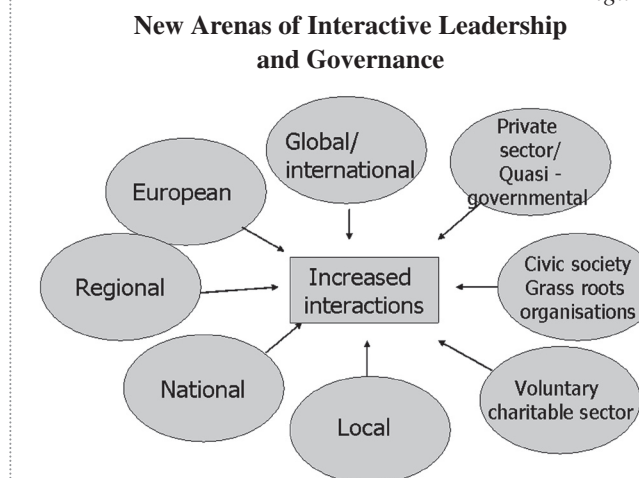 New Arenas of Interactive Leadership
and Governance
Global/
international
Private
sector/
Quasi -
governmental
European
Regional
Increased
interactions
Civic society
Grass roots
organisations
National
Local
Voluntary
charitable sector